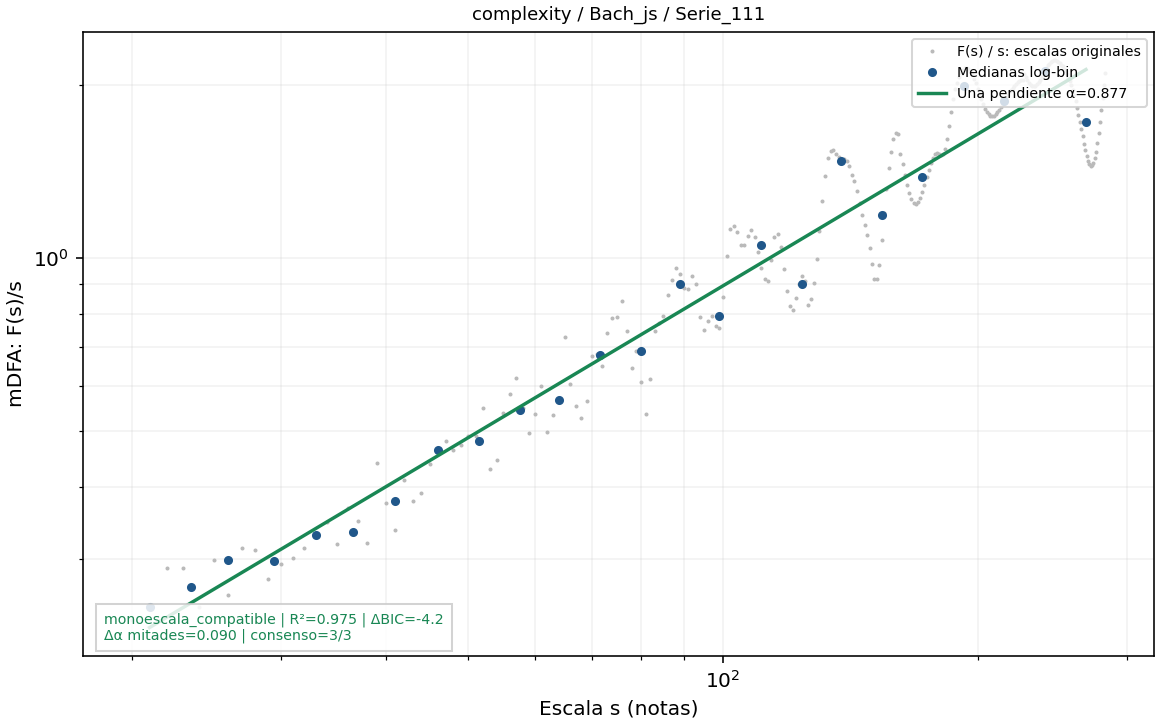 complexity / Bach_js / Serie_111
F(s) / s: escalas originales
Medianas log-bin
Una pendiente α=0.877
10⁰
mDFA: F(s)/s
monoescala_compatible | R²=0.975 | ΔBIC=-4.2
Δα mitades=0.090 | consenso=3/3
10²
Escala s (notas)